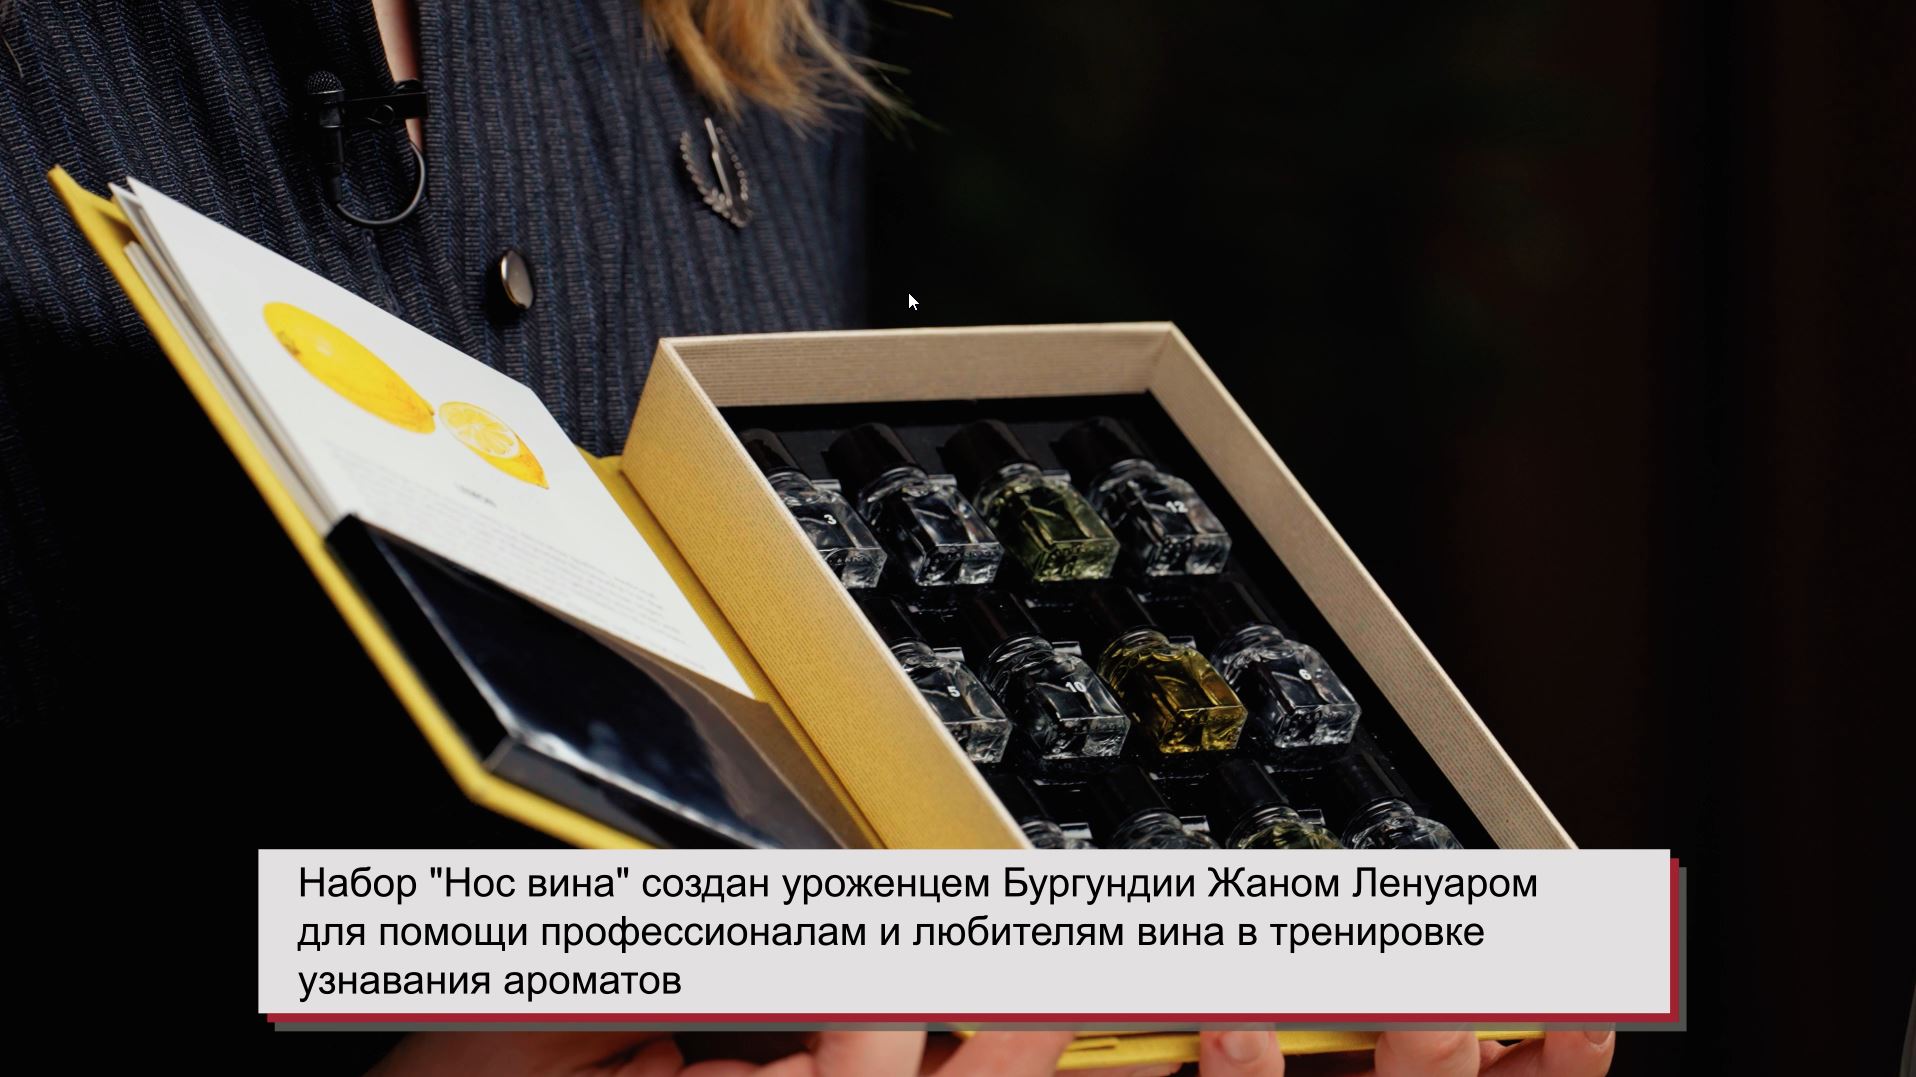 3
12
5
10
6
Набор "Нос вина" создан уроженцем Бургундии Жаном Ленуаром
для помощи профессионалам и любителям вина в тренировке
узнавания ароматов